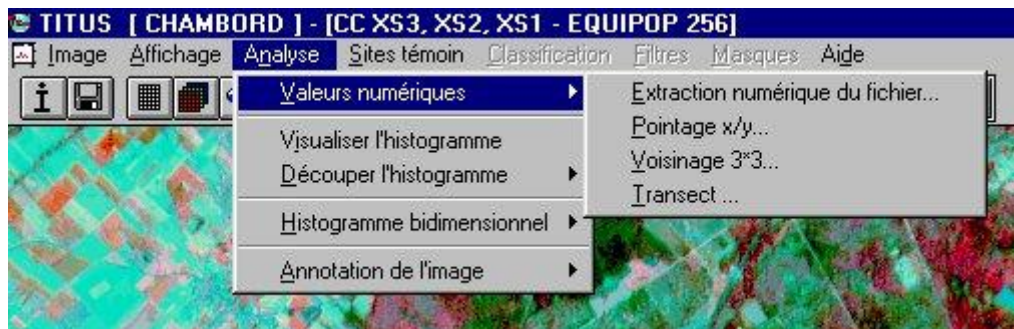 TITUS [ CHAMBORD ] - [CC XS3, XS2, XS1 - EQUIPOP 256]
Image Affichage Analyse Sites témoin Classification Filtres Masques Aide
Valeurs numériques
Visualiser l'histogramme
Découper l'histogramme
Histogramme bidimensionnel
Annotation de l'image
Extraction numérique du fichier...
Pointage x/y...
Voisinage 3*3...
Transect ...